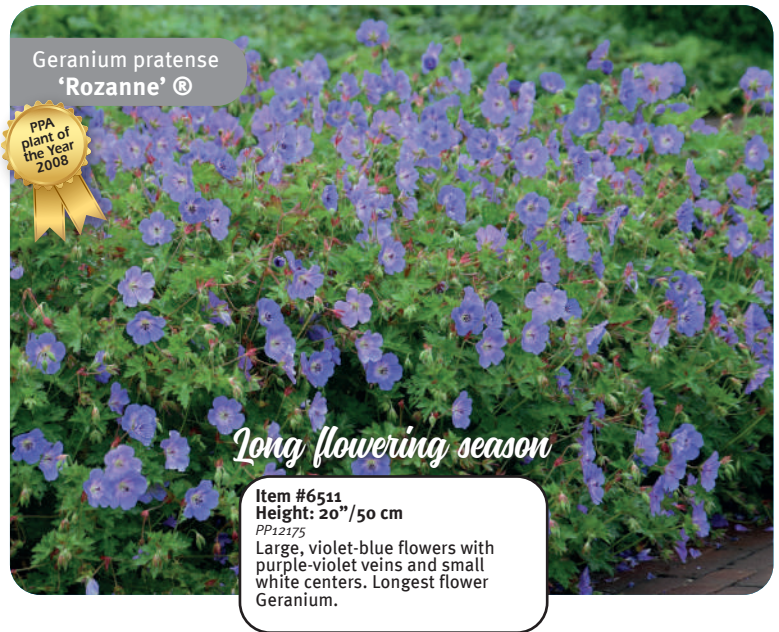 Geranium pratense
‘Rozanne’ ®
PPA
plant of
the Year
2008
Long flowering season
Item #6511
Height: 20”/50 cm
PP12175
Large, violet-blue flowers with
purple-violet veins and small
white centers. Longest flower
Geranium.